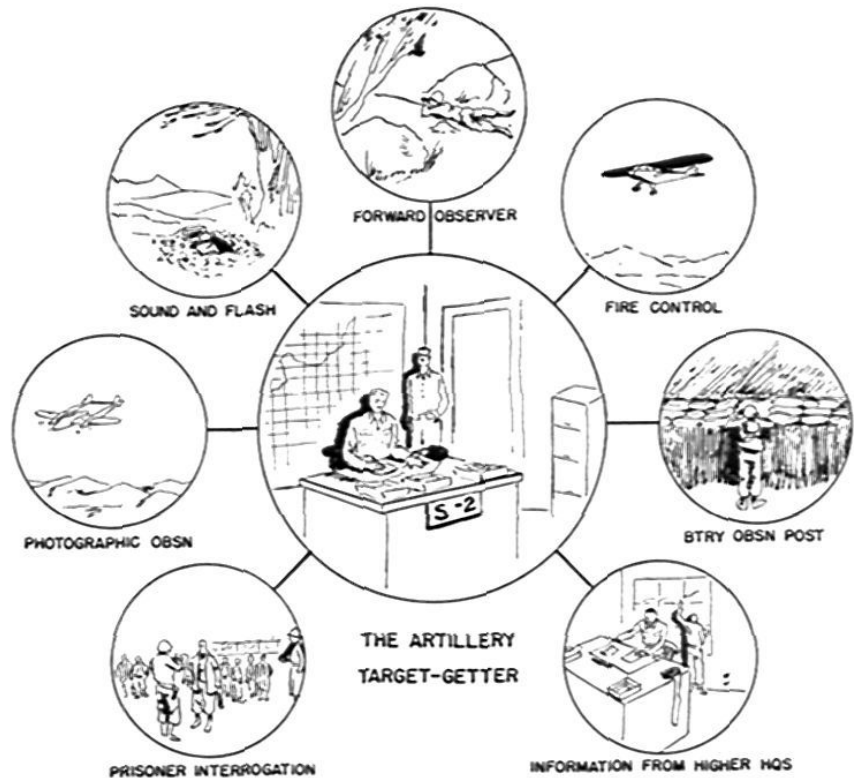 FORWARD OBSERVER
SOUND AND FLASH
FIRE CONTROL
S-2
PHOTOGRAPHIC OBSN
BTRY OBSN POST
THE ARTILLERY
TARGET-GETTER
PRISONER INTERROGATION
INFORMATION FROM HIGHER HQS